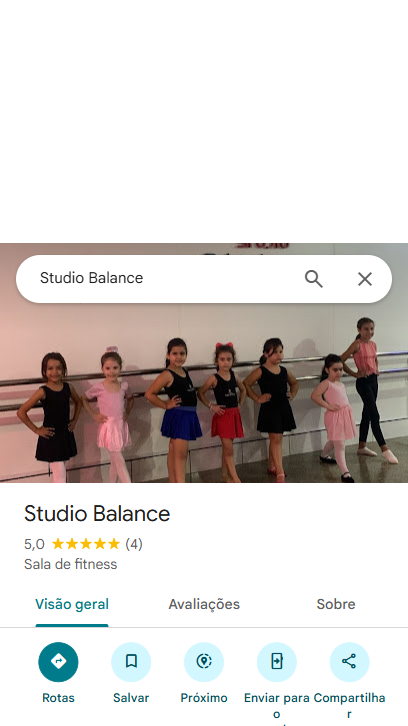 Studio Balance
Studio Balance
5,0 ★★★★★ (4)
Sala de fitness
Visão geral Avaliações Sobre
Rotas Salvar Próximo Enviar para o Compartilhar